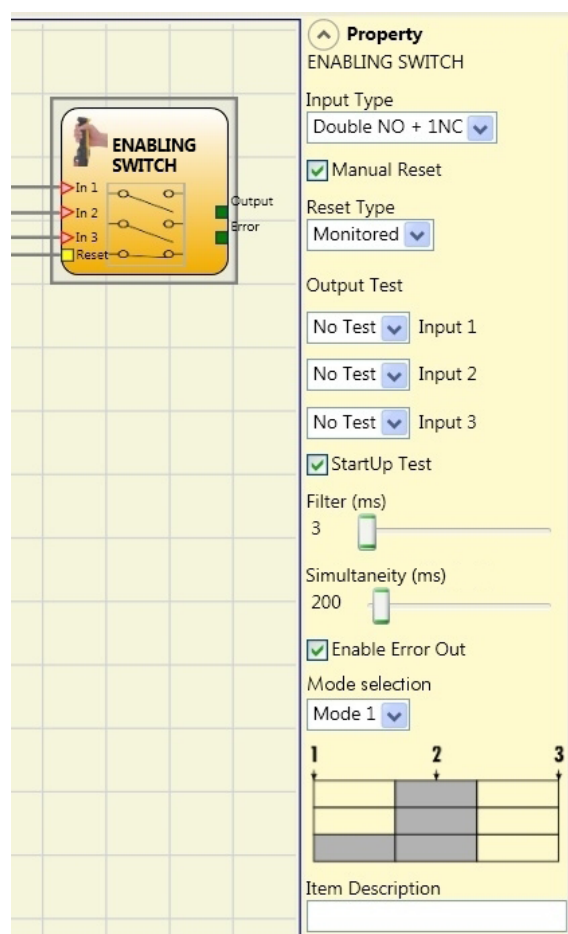 ENABLING
SWITCH
In 1
In 2
In 3
Reset
Output
Error
Property
ENABLING SWITCH
Input Type
Double NO + 1NC
Manual Reset
Reset Type
Monitored
Output Test
No Test Input 1
No Test Input 2
No Test Input 3
StartUp Test
Filter (ms)
3
Simultaneity (ms)
200
Enable Error Out
Mode selection
Mode 1
1 2 3
Item Description